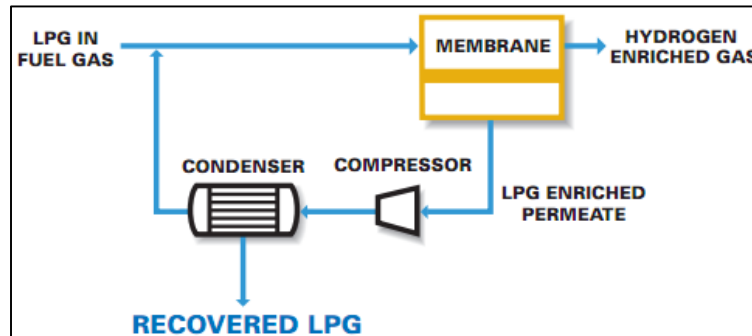 LPG IN
FUEL GAS
MEMBRANE
HYDROGEN
ENRICHED GAS
CONDENSER
COMPRESSOR
LPG ENRICHED
PERMEATE
RECOVERED LPG